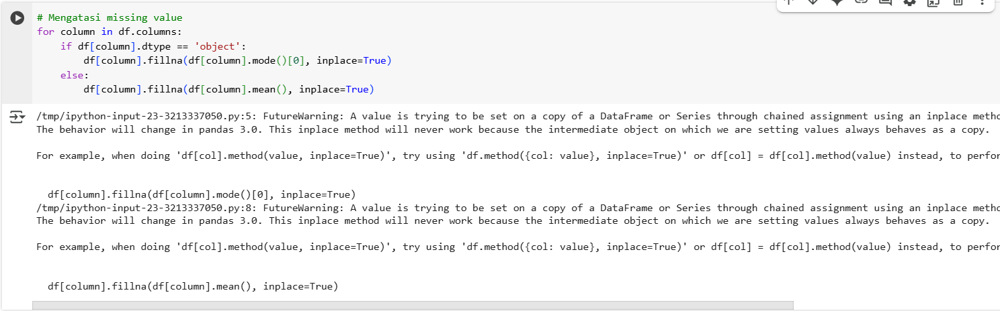 # Mengatasi missing value
for column in df.columns:
    if df[column].dtype == 'object':
        df[column].fillna(df[column].mode()[0], inplace=True)
    else:
        df[column].fillna(df[column].mean(), inplace=True)
/tmp/ipython-input-23-3213337050.py:5: FutureWarning: A value is trying to be set on a copy of a DataFrame or Series through chained assignment using an inplace
The behavior will change in pandas 3.0. This inplace method will never work because the intermediate object on which we are setting values always behaves as a copy.
For example, when doing 'df[col].method(value, inplace=True)', try using 'df.method({col: value}, inplace=True)' or df[col] = df[col].method(value) instead, to
  df[column].fillna(df[column].mode()[0], inplace=True)
/tmp/ipython-input-23-3213337050.py:8: FutureWarning: A value is trying to be set on a copy of a DataFrame or Series through chained assignment using an inplace
The behavior will change in pandas 3.0. This inplace method will never work because the intermediate object on which we are setting values always behaves as a copy.
For example, when doing 'df[col].method(value, inplace=True)', try using 'df.method({col: value}, inplace=True)' or df[col] = df[col].method(value) instead, to
  df[column].fillna(df[column].mean(), inplace=True)